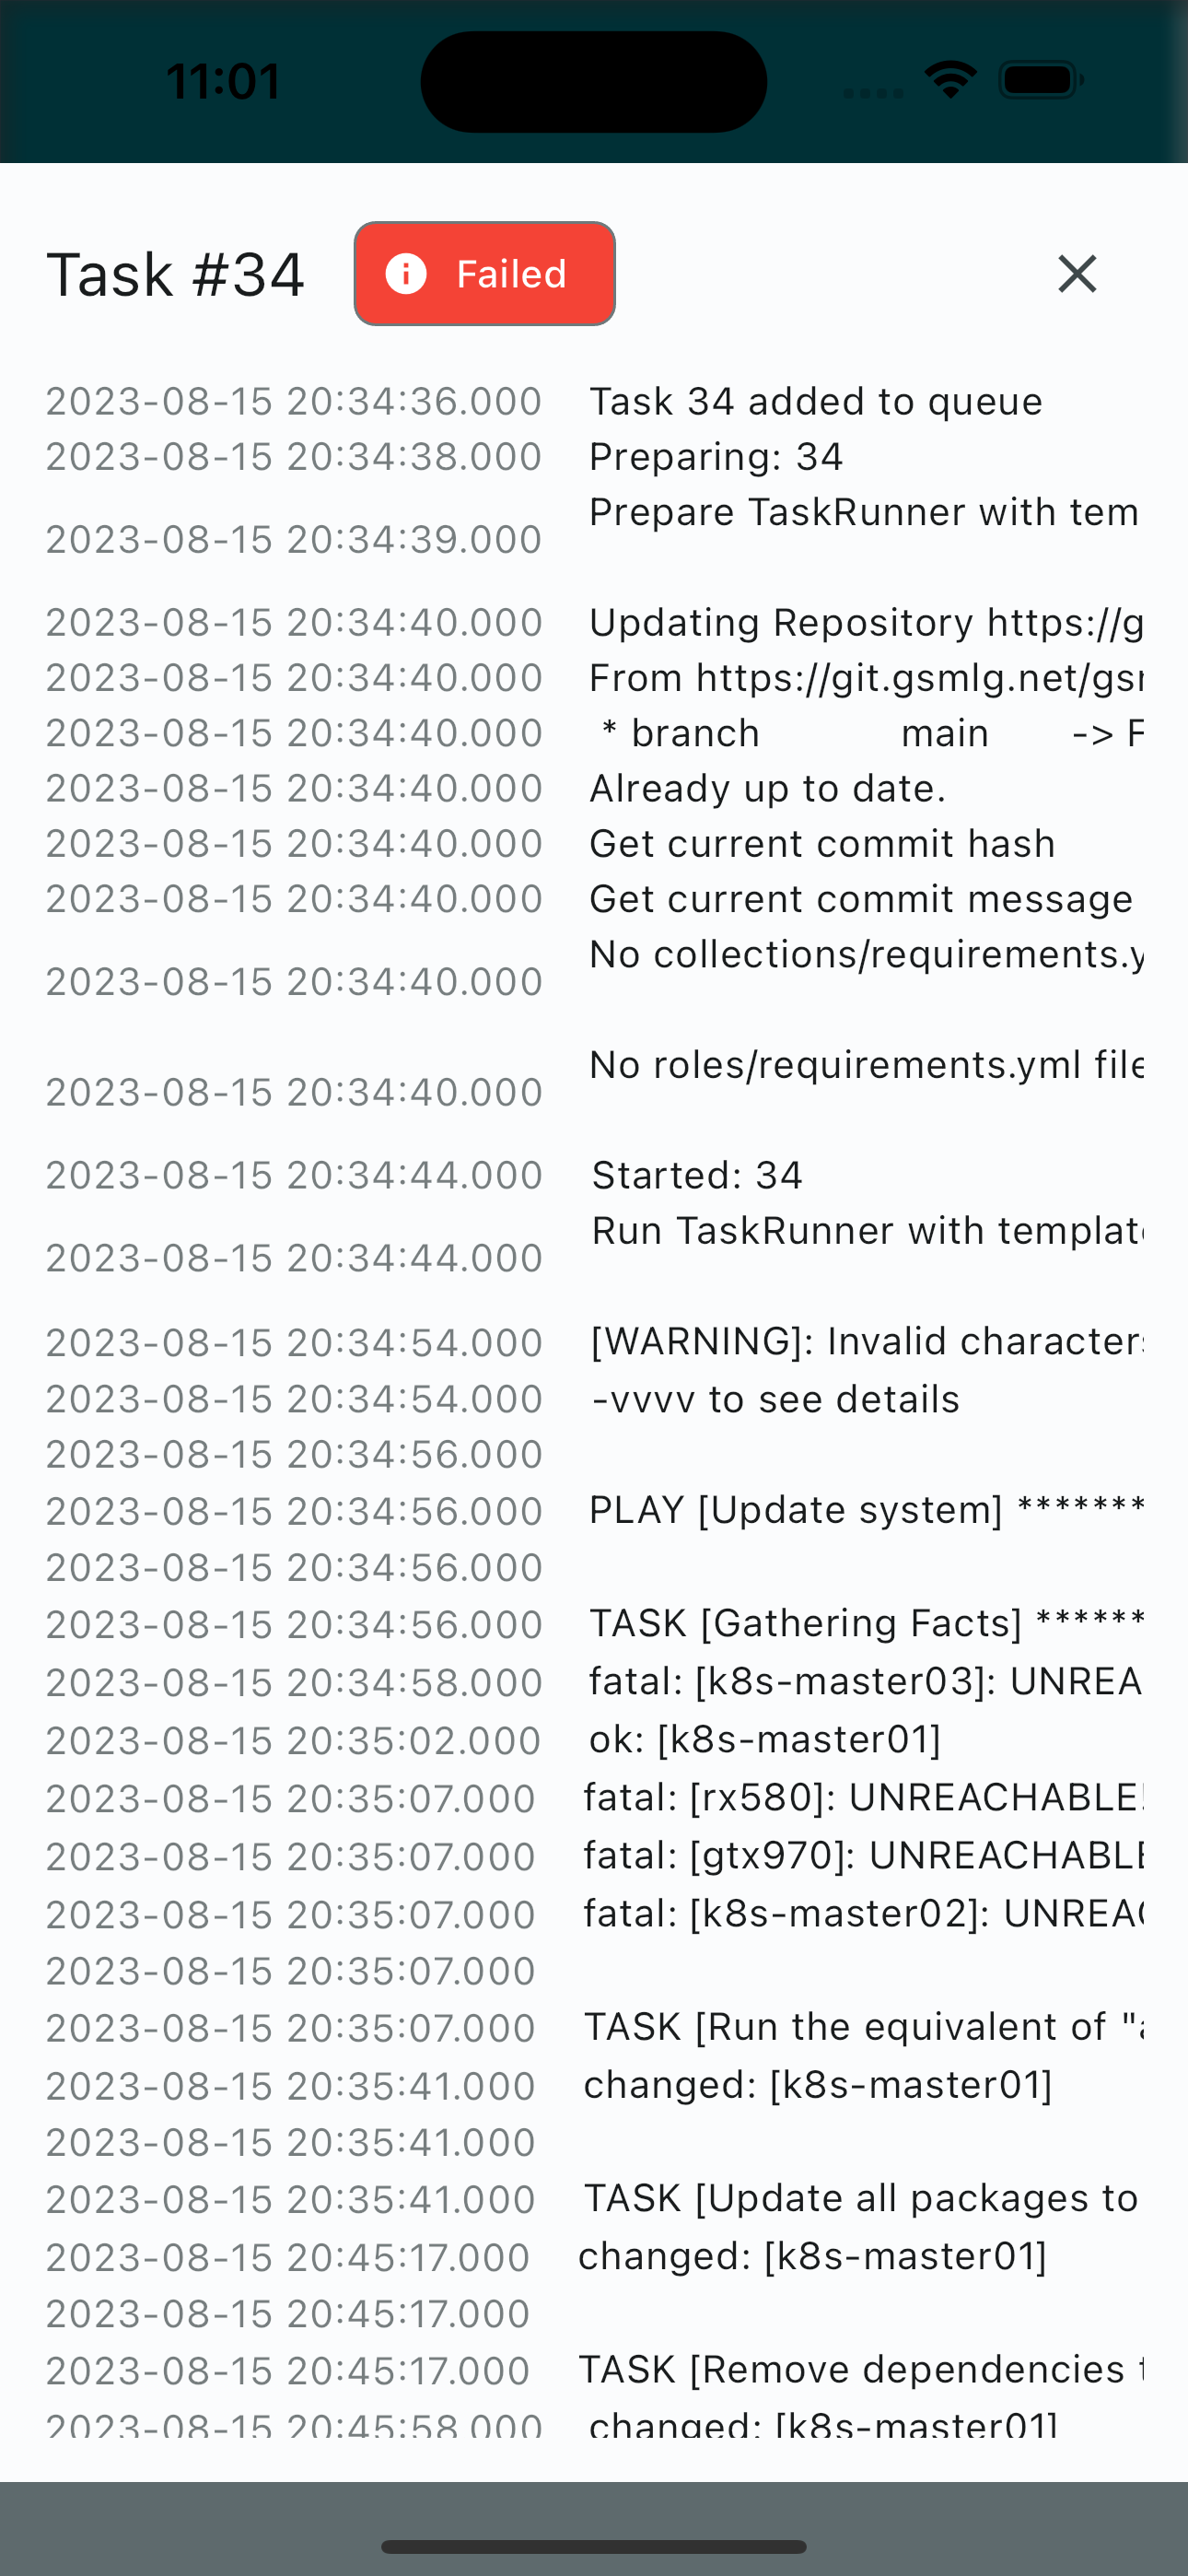 11:01
Task #34
Failed
2023-08-15 20:34:36.000 Task 34 added to queue
2023-08-15 20:34:38.000 Preparing: 34
2023-08-15 20:34:39.000 Prepare TaskRunner with tem
2023-08-15 20:34:40.000 Updating Repository https://g
2023-08-15 20:34:40.000 From https://git.gsmlg.net/gsm
2023-08-15 20:34:40.000 * branch main -> F
2023-08-15 20:34:40.000 Already up to date.
2023-08-15 20:34:40.000 Get current commit hash
2023-08-15 20:34:40.000 Get current commit message
2023-08-15 20:34:40.000 No collections/requirements.y
2023-08-15 20:34:40.000 No roles/requirements.yml file
2023-08-15 20:34:44.000 Started: 34
2023-08-15 20:34:44.000 Run TaskRunner with template
2023-08-15 20:34:54.000 [WARNING]: Invalid characters
2023-08-15 20:34:54.000 -vvvv to see details
2023-08-15 20:34:56.000
2023-08-15 20:34:56.000 PLAY [Update system] *******
2023-08-15 20:34:56.000
2023-08-15 20:34:56.000 TASK [Gathering Facts] ******
2023-08-15 20:34:58.000 fatal: [k8s-master03]: UNREA
2023-08-15 20:35:02.000 ok: [k8s-master01]
2023-08-15 20:35:07.000 fatal: [rx580]: UNREACHABLE!
2023-08-15 20:35:07.000 fatal: [gtx970]: UNREACHABLE
2023-08-15 20:35:07.000 fatal: [k8s-master02]: UNREAC
2023-08-15 20:35:07.000
2023-08-15 20:35:07.000 TASK [Run the equivalent of "a
2023-08-15 20:35:41.000 changed: [k8s-master01]
2023-08-15 20:35:41.000
2023-08-15 20:35:41.000 TASK [Update all packages to
2023-08-15 20:45:17.000 changed: [k8s-master01]
2023-08-15 20:45:17.000
2023-08-15 20:45:17.000 TASK [Remove dependencies t
2023-08-15 20:45:58.000 changed: [k8s-master01]